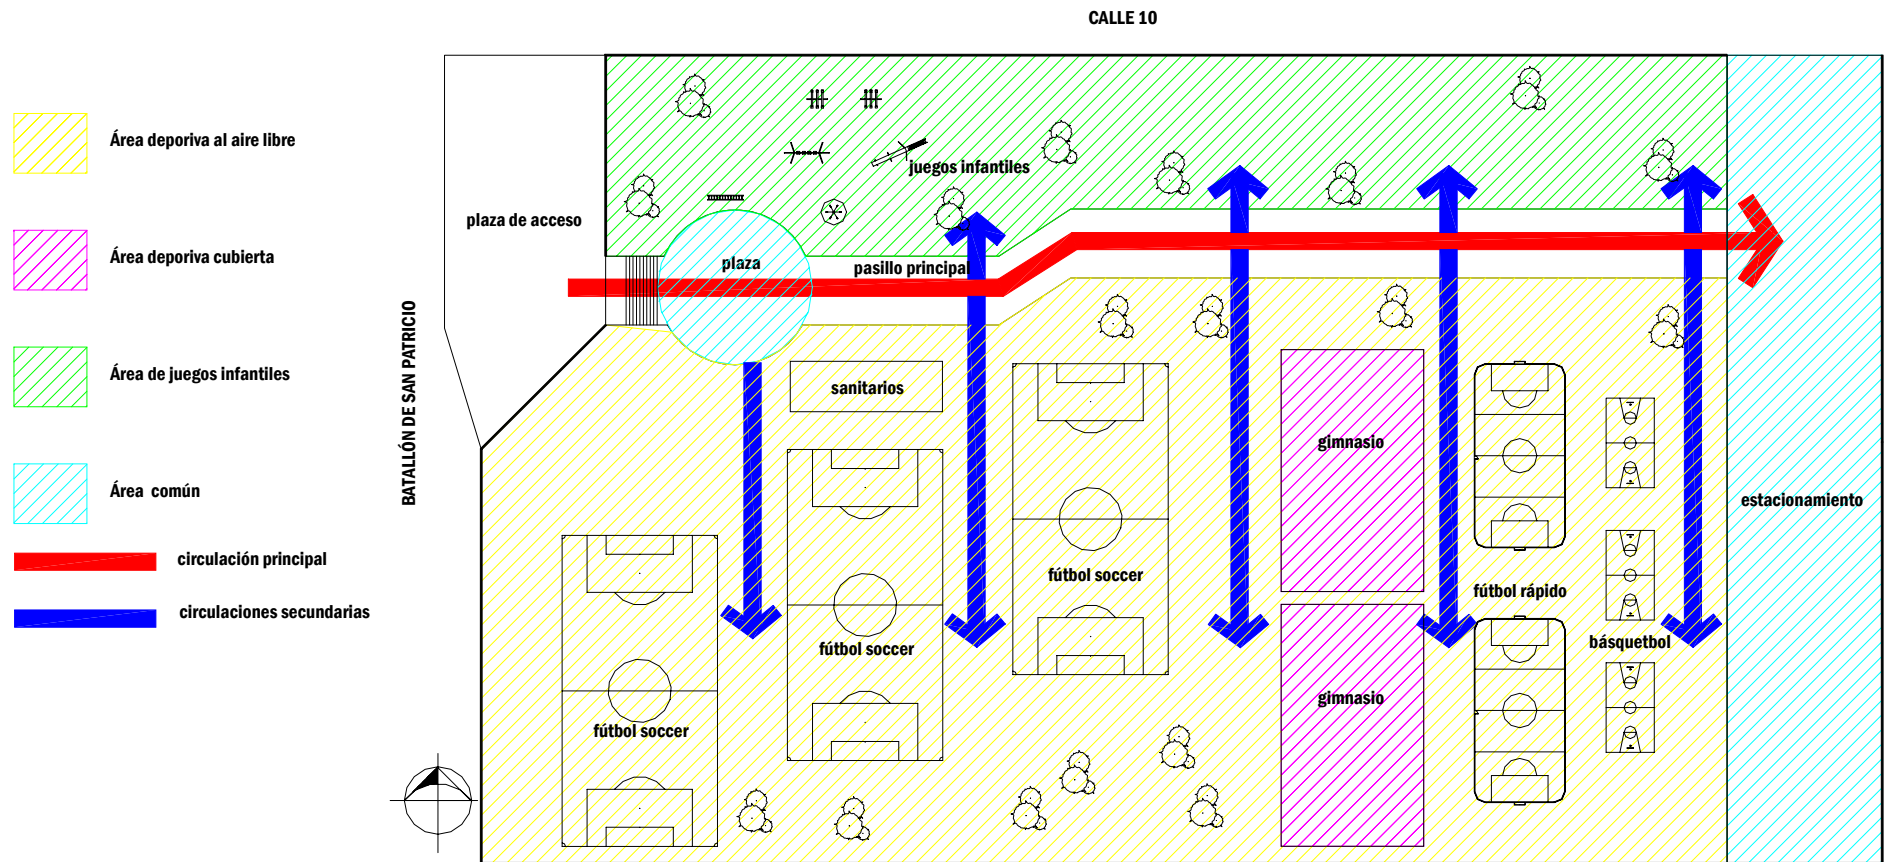 CALLE 10
Área deporiva al aire libre
Área deporiva cubierta
Área de juegos infantiles
Área común
circulación principal
circulaciones secundarias
BATALLÓN DE SAN PATRICIO
plaza de acceso
juegos infantiles
plaza
pasillo principal
sanitarios
gimnasio
estacionamiento
fútbol soccer
fútbol rápido
básquetbol
fútbol soccer
gimnasio
fútbol soccer